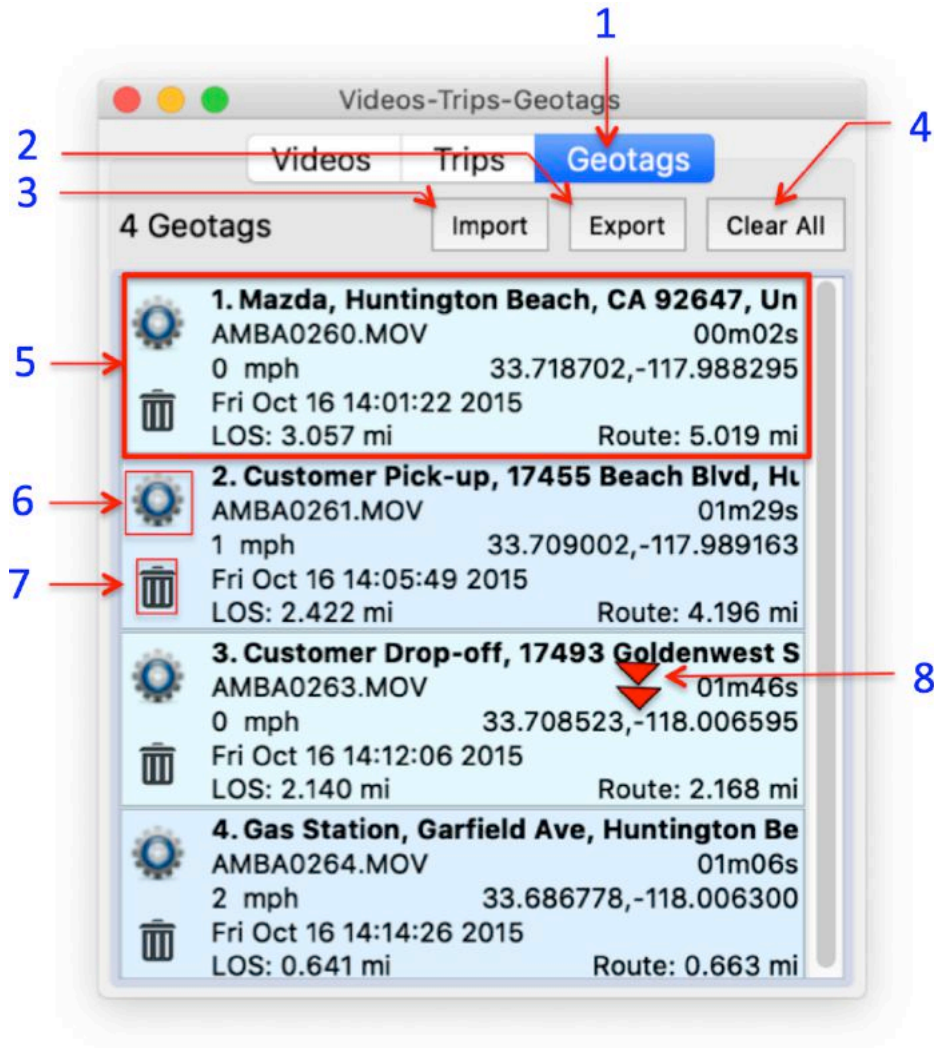 1
Videos-Trips-Geotags
4
2
Videos Trips Geotags
3
4 Geotags Import Export Clear All
1. Mazda, Huntington Beach, CA 92647, Un
AMBA0260.MOV 00m02s
5
0 mph 33.718702,-117.988295
Fri Oct 16 14:01:22 2015
LOS: 3.057 mi Route: 5.019 mi
2. Customer Pick-up, 17455 Beach Blvd, Hu
6
AMBA0261.MOV 01m29s
1 mph 33.709002,-117.989163
7
Fri Oct 16 14:05:49 2015
LOS: 2.422 mi Route: 4.196 mi
3. Customer Drop-off, 17493 Goldenwest S
8
AMBA0263.MOV 01m46s
0 mph 33.708523,-118.006595
Fri Oct 16 14:12:06 2015
LOS: 2.140 mi Route: 2.168 mi
4. Gas Station, Garfield Ave, Huntington Be
AMBA0264.MOV 01m06s
2 mph 33.686778,-118.006300
Fri Oct 16 14:14:26 2015
LOS: 0.641 mi Route: 0.663 mi